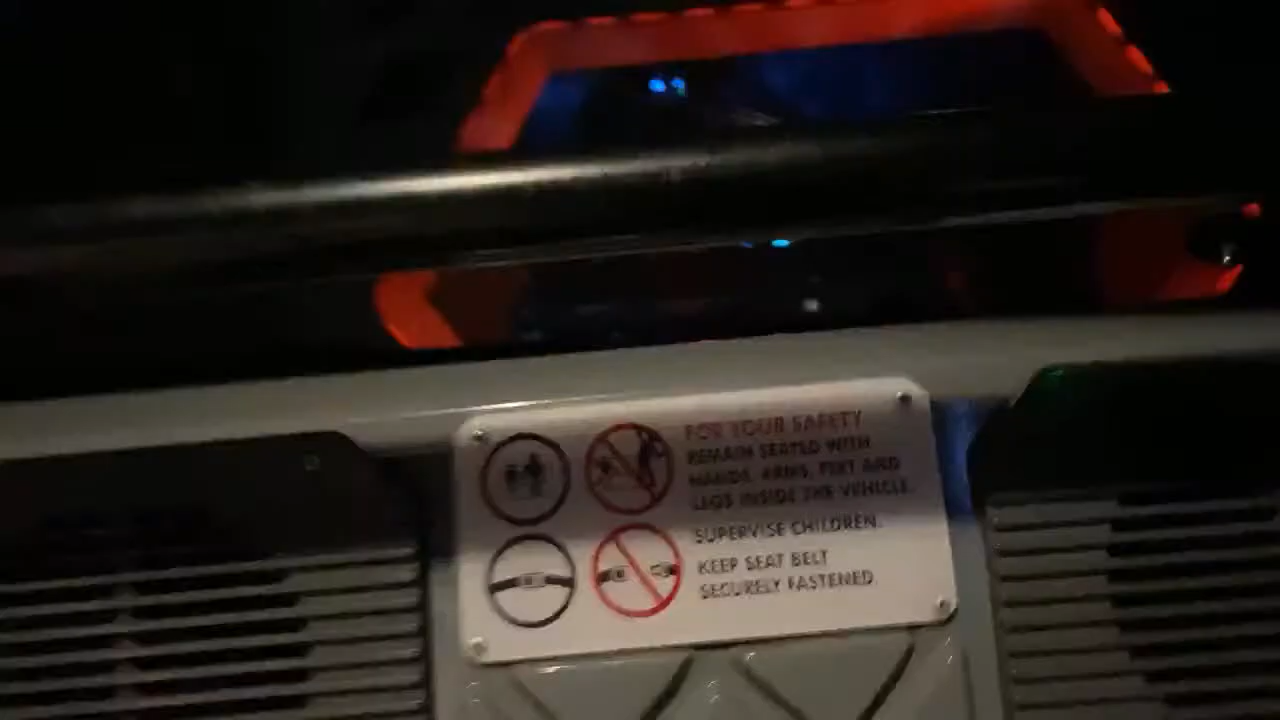 FOR YOUR SAFETY
REMAIN SEATED WITH
HANDS, ARMS, FEET AND
LEGS INSIDE THE VEHICLE.
SUPERVISE CHILDREN.
KEEP SEAT BELT
SECURELY FASTENED